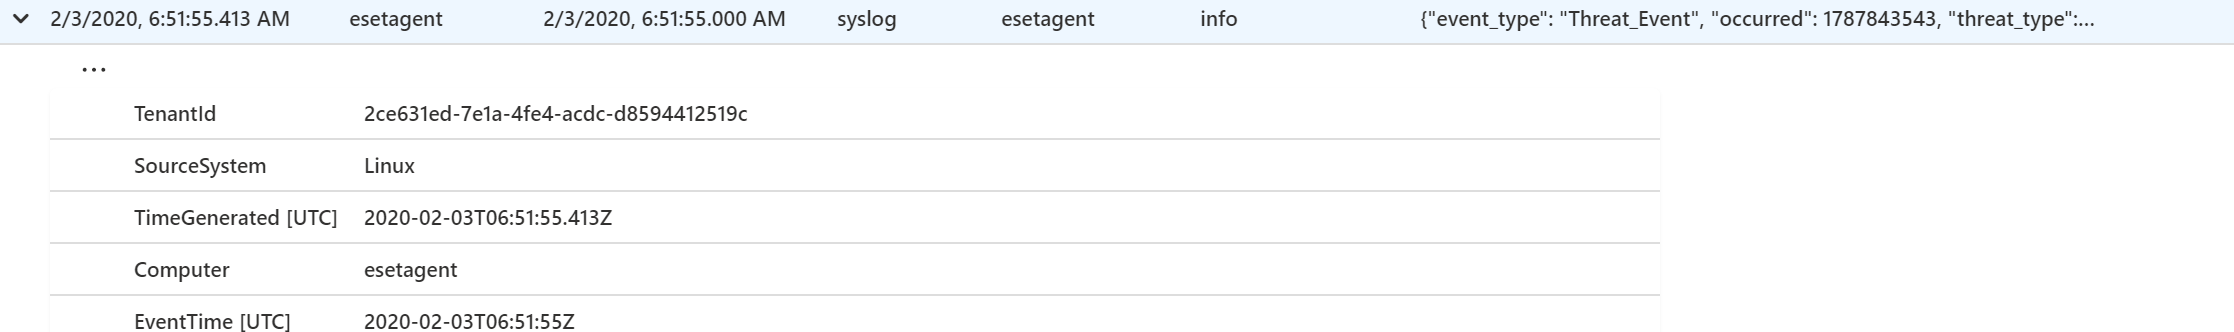 2/3/2020, 6:51:55.413 AM esetagent 2/3/2020, 6:51:55.000 AM syslog esetagent info {"event_type": "Threat_Event", "occurred": 1787843543, "threat_type":...
...
TenantId 2ce631ed-7e1a-4fe4-acdc-d8594412519c
SourceSystem Linux
TimeGenerated [UTC] 2020-02-03T06:51:55.413Z
Computer esetagent
EventTime [UTC] 2020-02-03T06:51:55Z